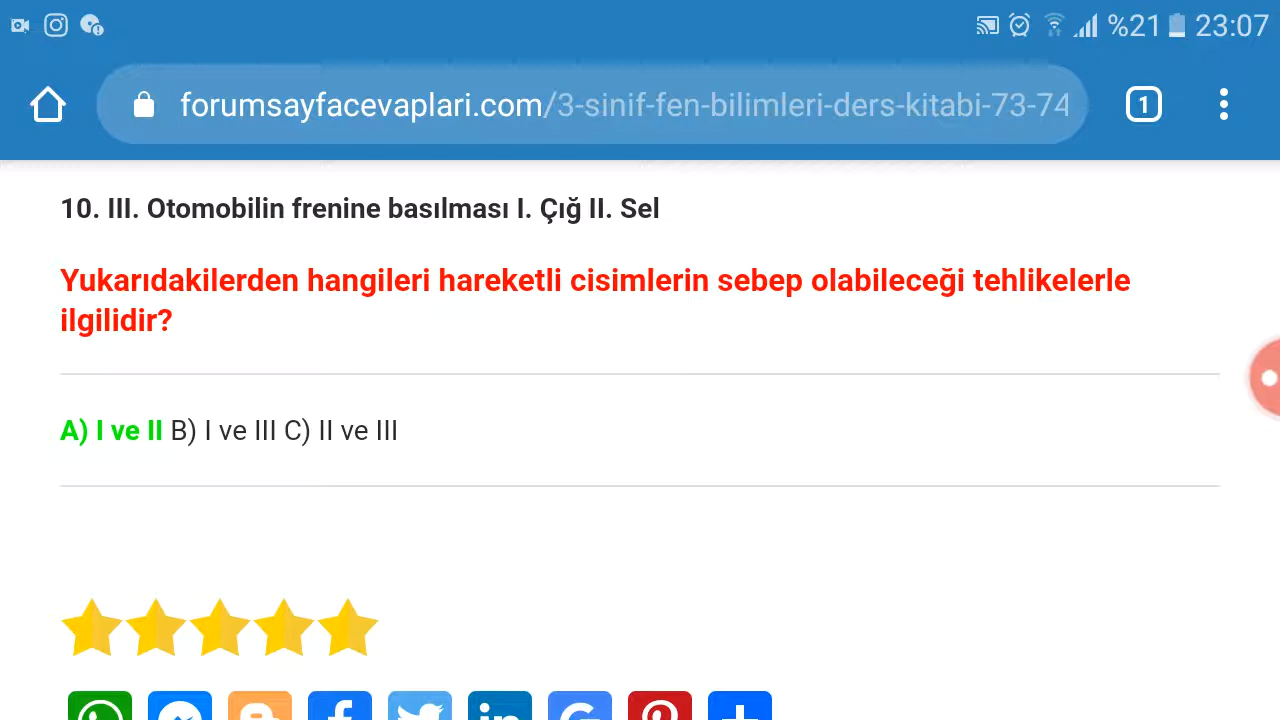 %21 23:07
forumsayfacevaplari.com/3-sinif-fen-bilimleri-ders-kitabi-73-74
1
10. III. Otomobilin frenine basılması I. Çığ II. Sel
Yukarıdakilerden hangileri hareketli cisimlerin sebep olabileceği tehlikelerle
ilgilidir?
A) I ve II B) I ve III C) II ve III